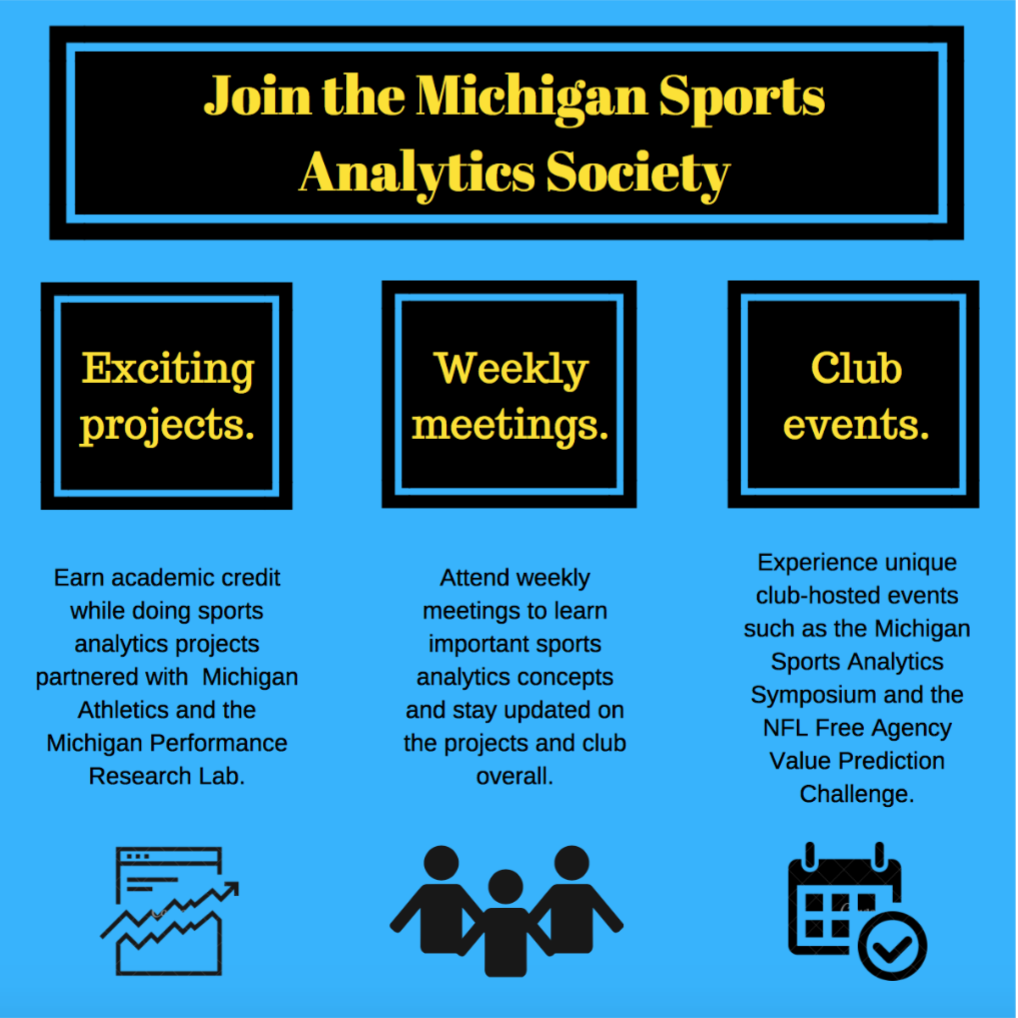 Join the Michigan Sports
Analytics Society
Exciting
projects.
Weekly
meetings.
Club
events.
Earn academic credit
while doing sports
analytics projects
partnered with  Michigan
Athletics and the
Michigan Performance
Research Lab.
Attend weekly
meetings to learn
important sports
analytics concepts
and stay updated on
the projects and club
overall.
Experience unique
club-hosted events
such as the Michigan
Sports Analytics
Symposium and the
NFL Free Agency
Value Prediction
Challenge.